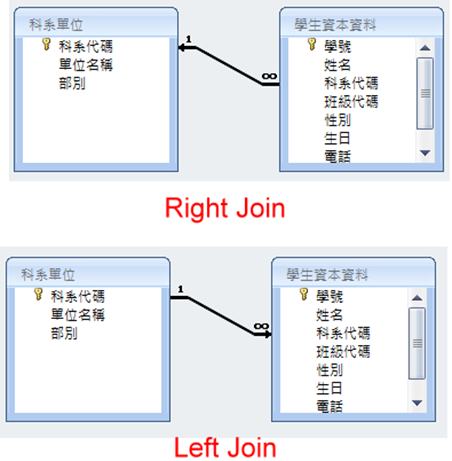 科系單位
科系代碼
單位名稱
部別
1
∞
學生資本資料
學號
姓名
科系代碼
班級代碼
性別
生日
電話
Right Join
科系單位
科系代碼
單位名稱
部別
1
∞
學生資本資料
學號
姓名
科系代碼
班級代碼
性別
生日
電話
Left Join